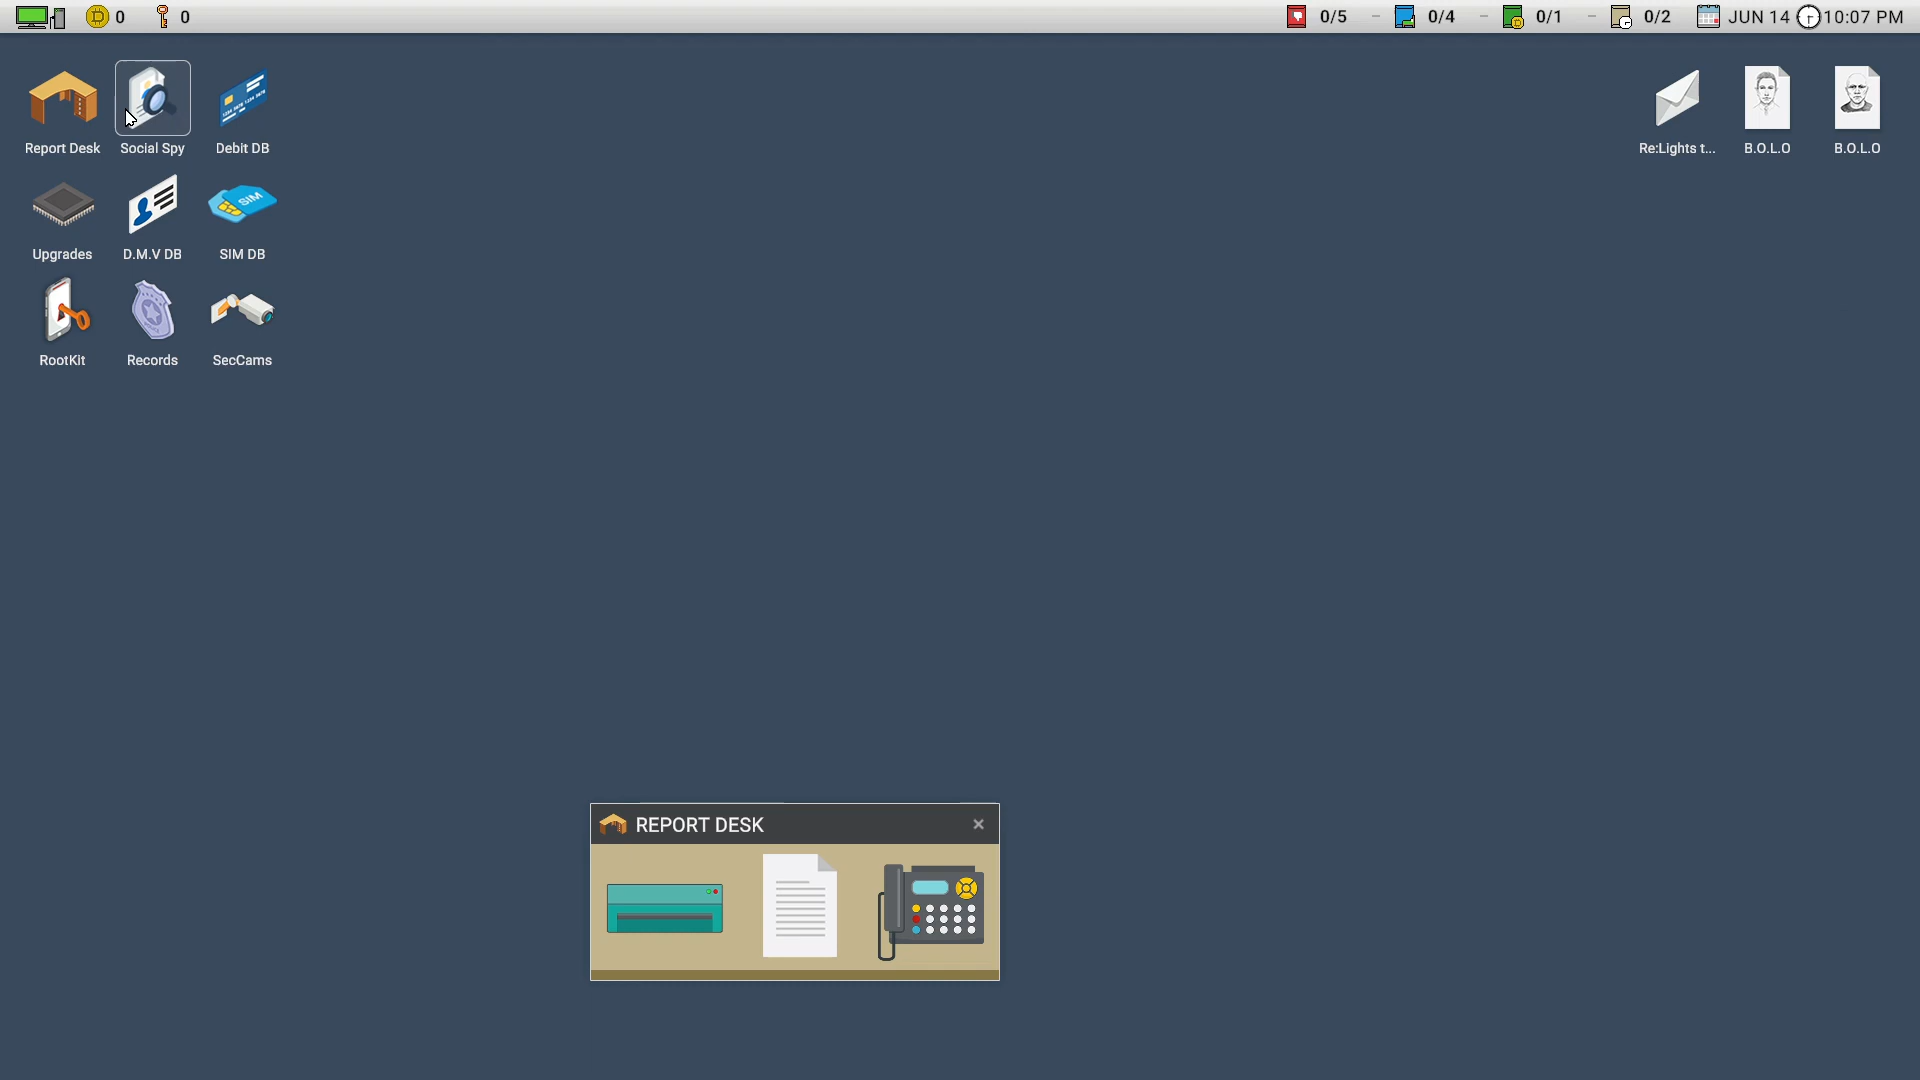 0 0 0/5 - 0/4 - 0/1 - 0/2 JUN 14 10:07 PM
Report Desk Social Spy Debit DB Re:Lights t... B.O.L.O B.O.L.O
SIM
Upgrades D.M.V DB SIM DB
RootKit Records SecCams
REPORT DESK